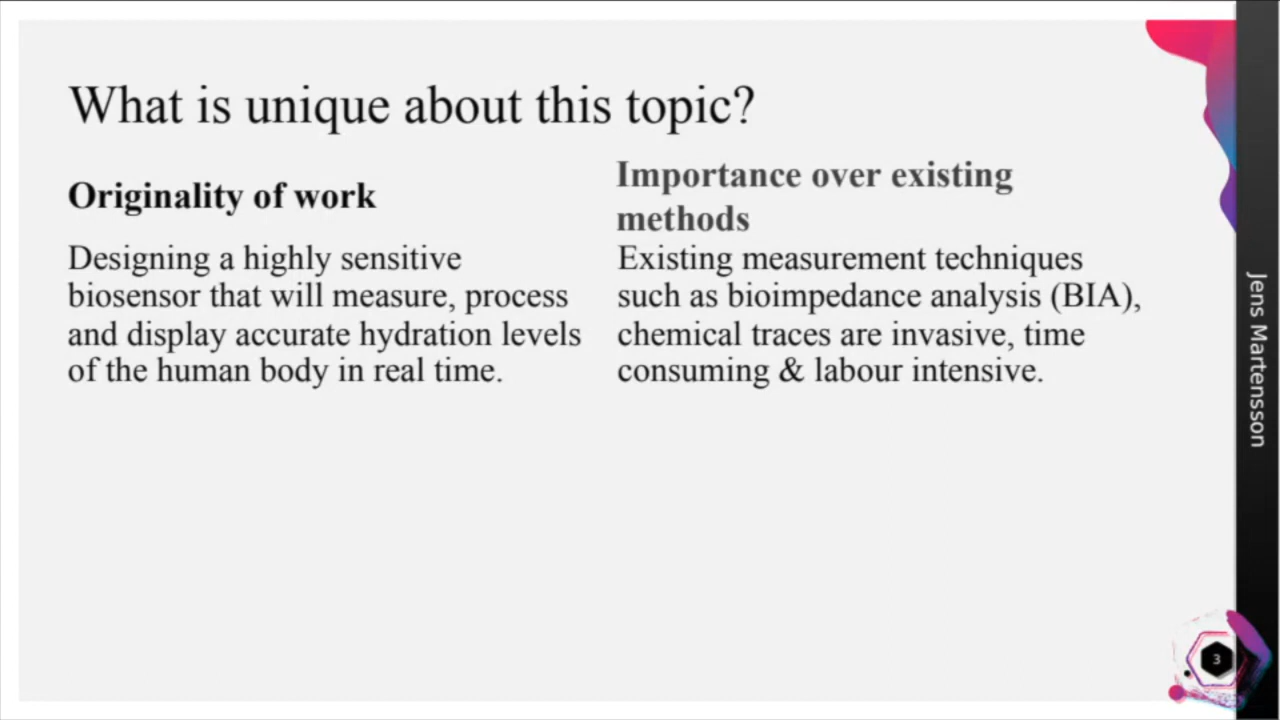 What is unique about this topic?
Originality of work
Designing a highly sensitive
biosensor that will measure, process
and display accurate hydration levels
of the human body in real time.
Importance over existing
methods
Existing measurement techniques
such as bioimpedance analysis (BIA),
chemical traces are invasive, time
consuming & labour intensive.
Jens Martensson
3